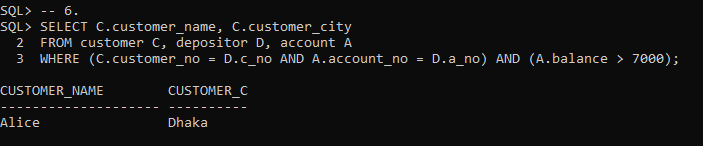 SQL> -- 6.
SQL> SELECT C.customer_name, C.customer_city
  2  FROM customer C, depositor D, account A
  3  WHERE (C.customer_no = D.c_no AND A.account_no = D.a_no) AND (A.balance > 7000);

CUSTOMER_NAME        CUSTOMER_C
-------------------- ----------
Alice                Dhaka